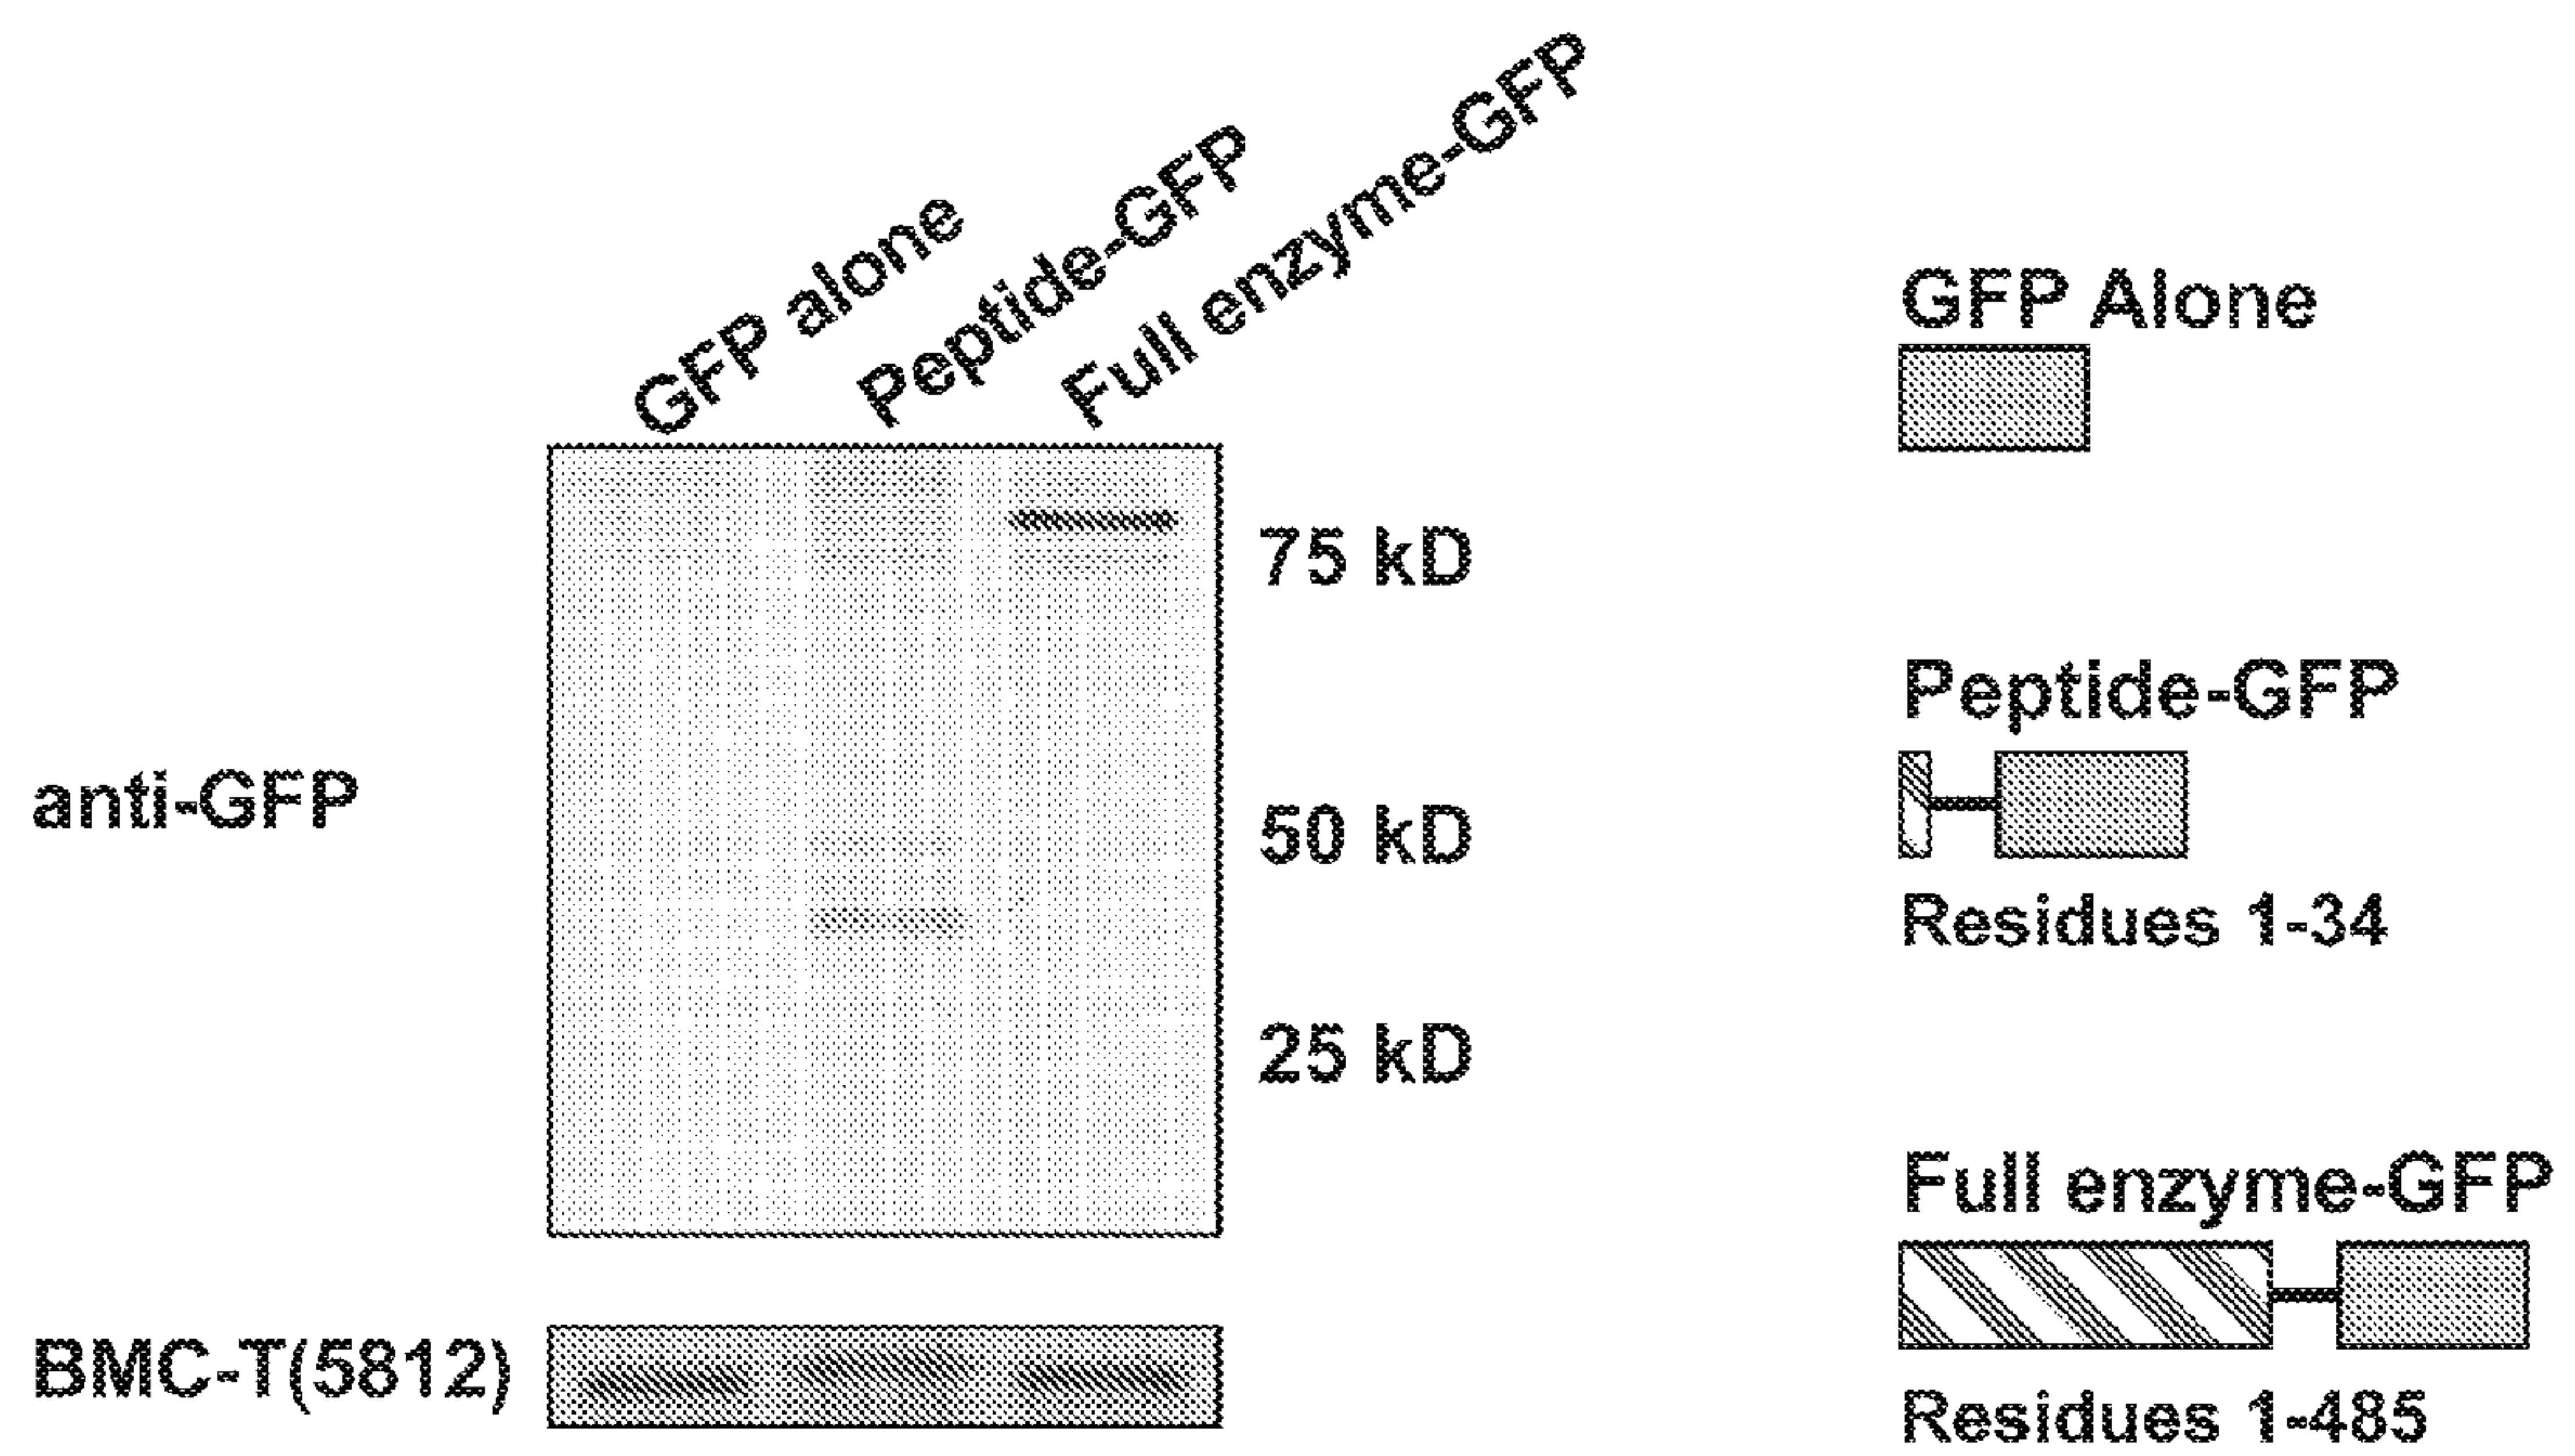 GFP alone
Peptide-GFP
Full enzyme-GFP
anti-GFP
75 kD
50 kD
25 kD
BMC-T(5812)
GFP Alone
Peptide-GFP
Residues 1-34
Full enzyme-GFP
Residues 1-485